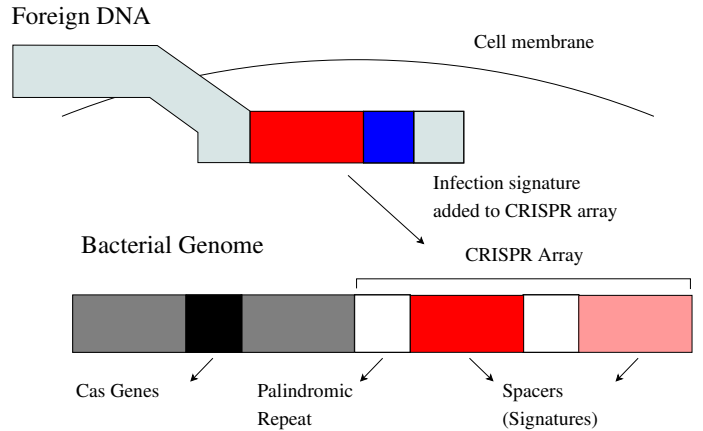 Foreign DNA
Cell membrane
Infection signature
added to CRISPR array
Bacterial Genome
CRISPR Array
Cas Genes
Palindromic
Repeat
Spacers
(Signatures)